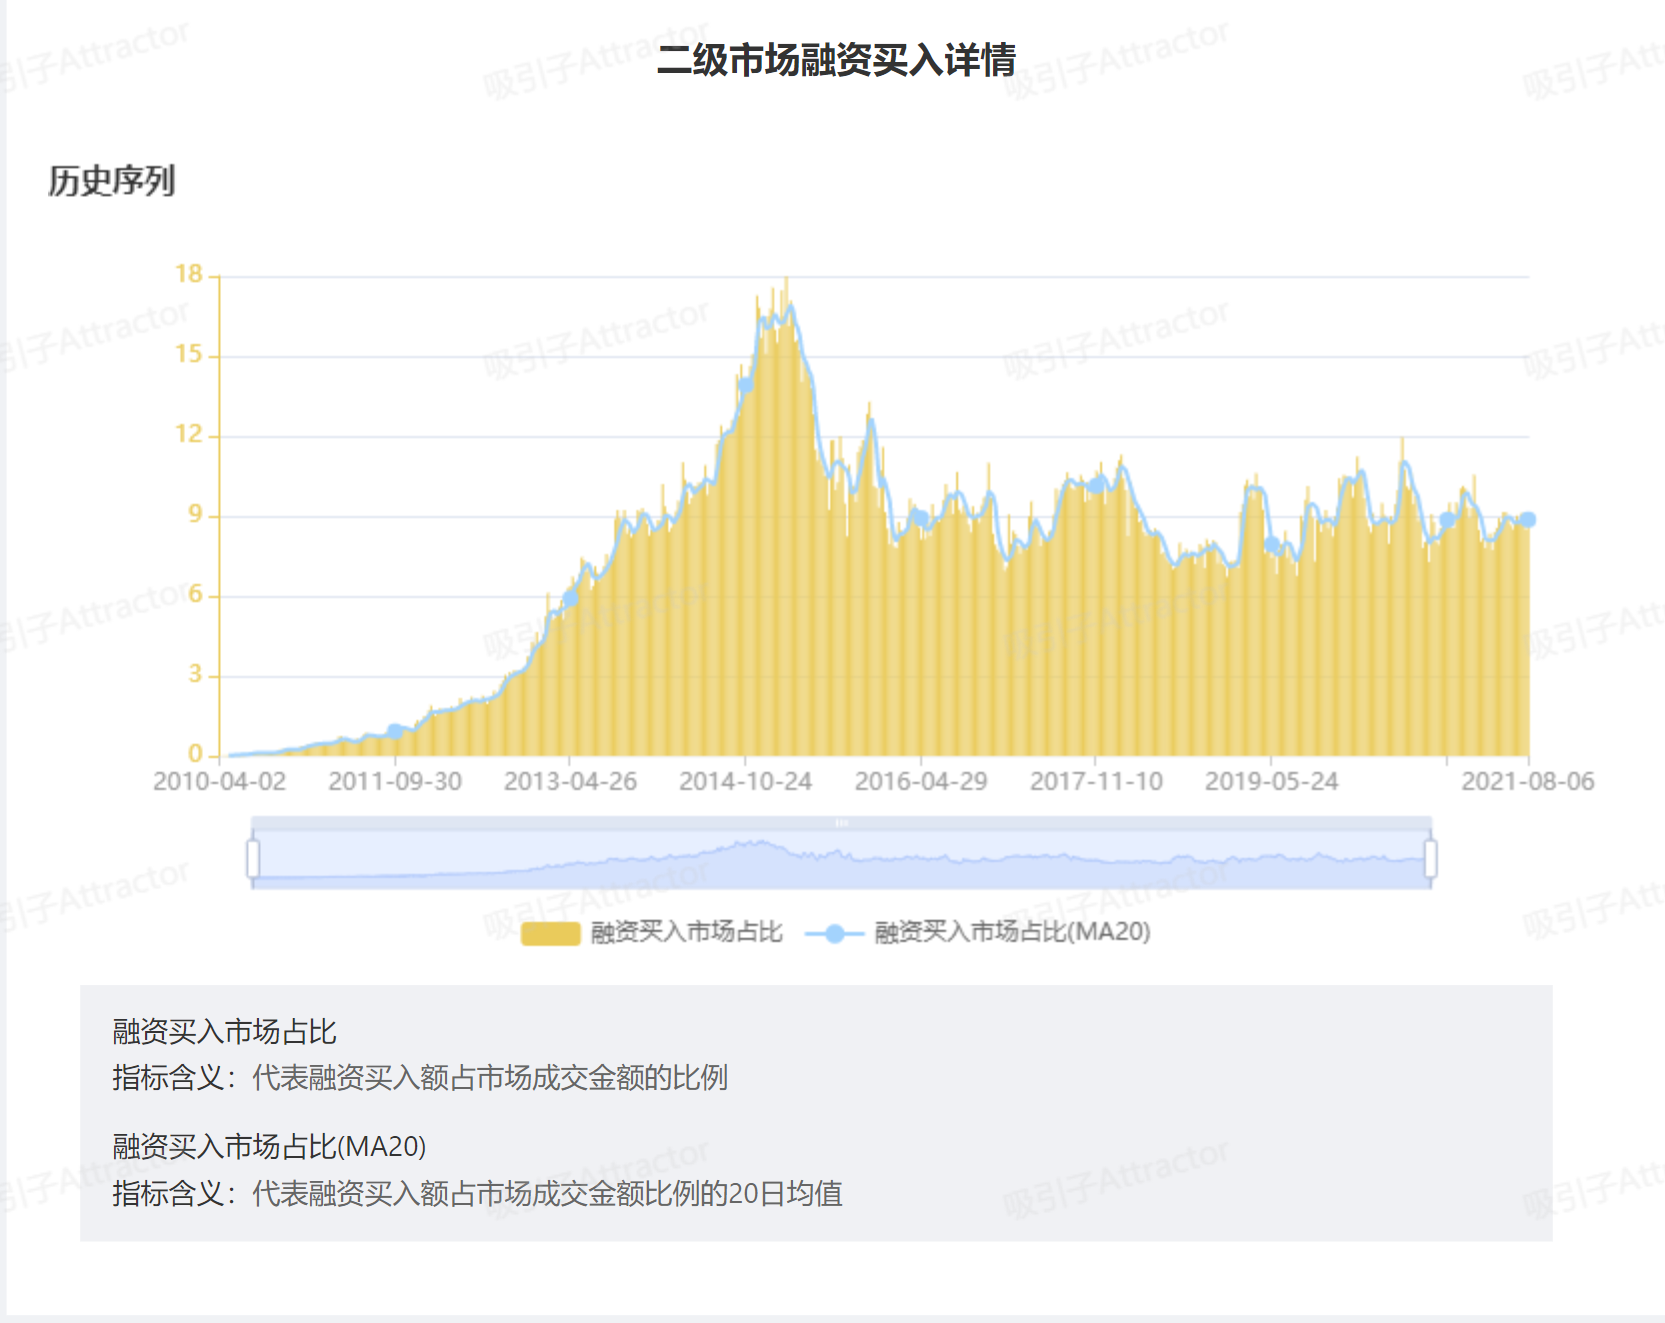 二级市场融资买入详情
历史序列
18
15
12
9
6
3
0
2010-04-02 2011-09-30 2013-04-26 2014-10-24 2016-04-29 2017-11-10 2019-05-24 2021-08-06
融资买入市场占比 融资买入市场占比(MA20)
融资买入市场占比
指标含义：代表融资买入额占市场成交金额的比例
融资买入市场占比(MA20)
指标含义：代表融资买入额占市场成交金额比例的20日均值
吸引子Attractor